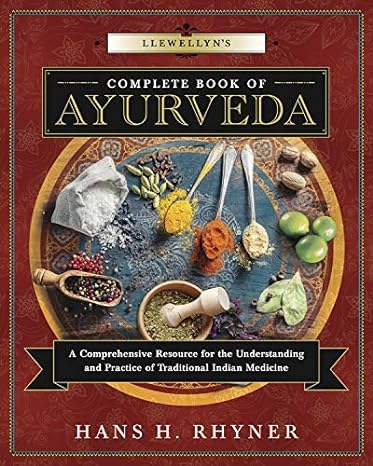 LLEWELLYN'S
COMPLETE BOOK OF
AYURVEDA
A Comprehensive Resource for the Understanding
and Practice of Traditional Indian Medicine
HANS H. RHYNER